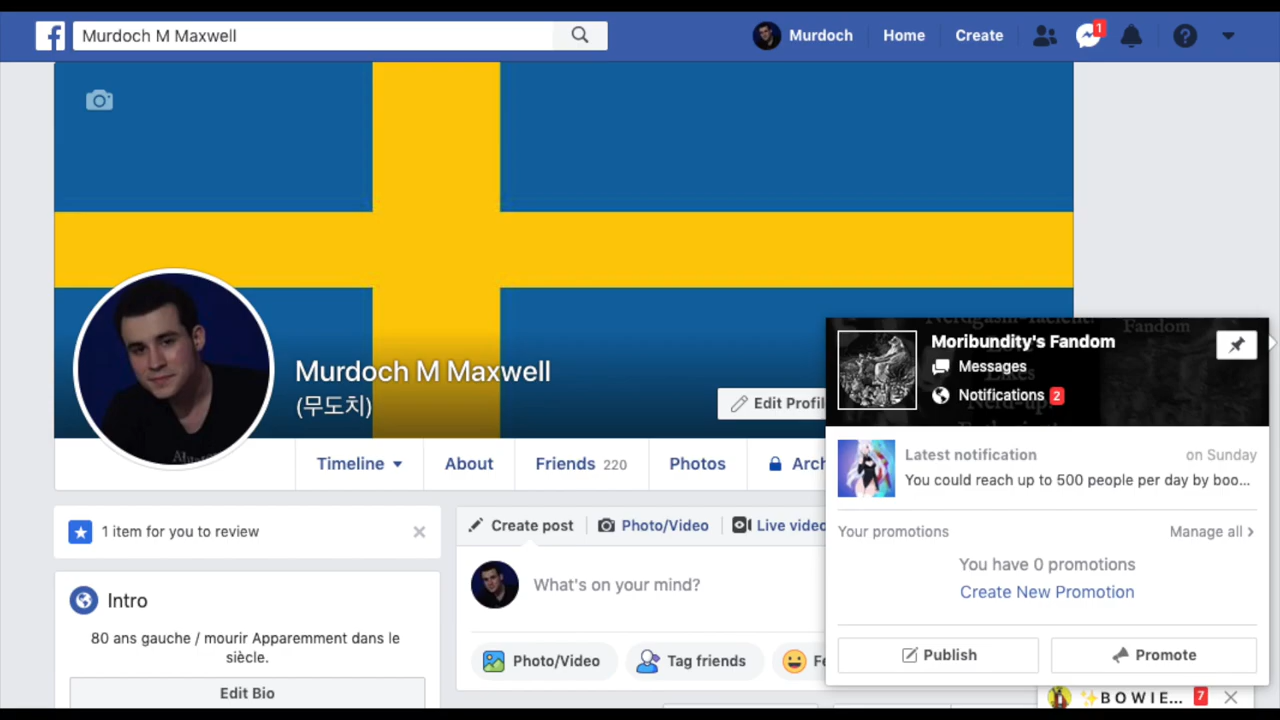 f
Murdoch M Maxwell
Murdoch
Home
Create
1
?
Murdoch M Maxwell
(무도치)
Edit Profil
Timeline
About
Friends 220
Photos
Arch
Fandom
Moribundity's Fandom
Messages
Notifications 2
Latest notification
on Sunday
You could reach up to 500 people per day by boo...
Your promotions
Manage all
You have 0 promotions
Create New Promotion
Publish
Promote
1 item for you to review
Create post
Photo/Video
Live video
Intro
80 ans gauche / mourir Apparemment dans le
siècle.
Edit Bio
What's on your mind?
Photo/Video
Tag friends
Fe
B O W I E...
7